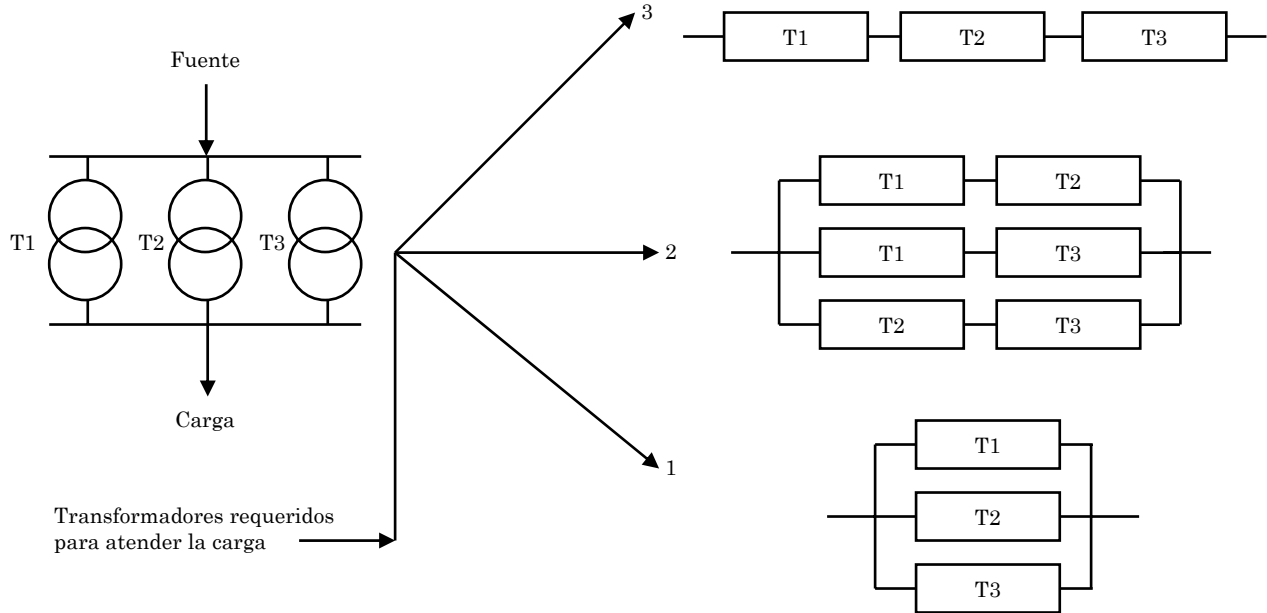 Fuente
T1
T2
T3
Carga
Transformadores requeridos
para atender la carga
3
2
1
T1
T2
T3
T1
T2
T1
T3
T2
T3
T1
T2
T3